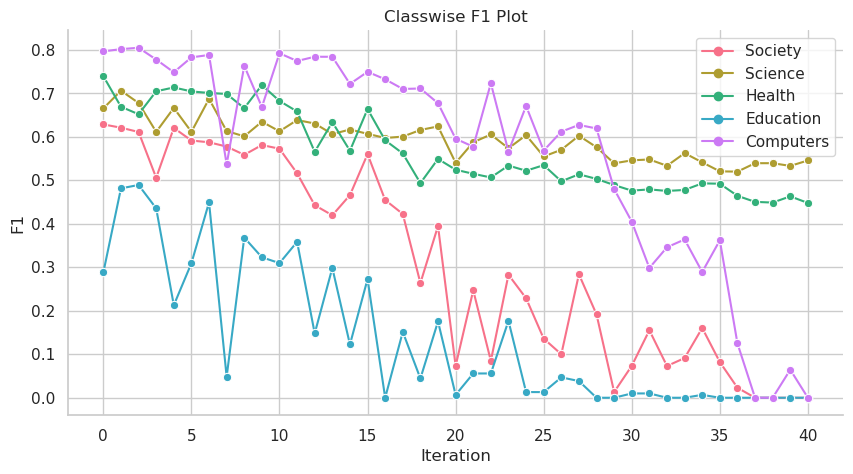 Classwise F1 Plot
Society
Science
Health
Education
Computers
F1
0.8
0.7
0.6
0.5
0.4
0.3
0.2
0.1
0.0
0 5 10 15 20 25 30 35 40
Iteration